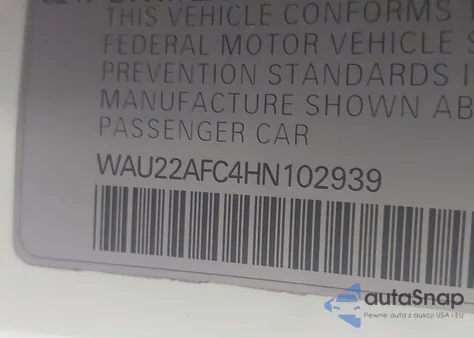 THIS VEHICLE CONFORMS T
FEDERAL MOTOR VEHICLE S
PREVENTION STANDARDS I
MANUFACTURE SHOWN AB
PASSENGER CAR
WAU22AFC4HN102939
autaSnap
Pewne auta z aukcji USA i EU